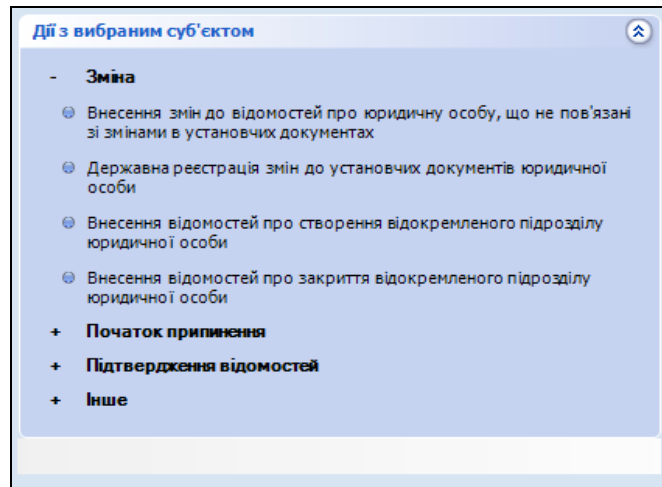 Дії з вибраним суб'єктом
- Зміна
Внесення змін до відомостей про юридичну особу, що не пов'язані
зі змінами в установчих документах
Державна реєстрація змін до установчих документів юридичної
особи
Внесення відомостей про створення відокремленого підрозділу
юридичної особи
Внесення відомостей про закриття відокремленого підрозділу
юридичної особи
+ Початок припинення
+ Підтвердження відомостей
+ Інше